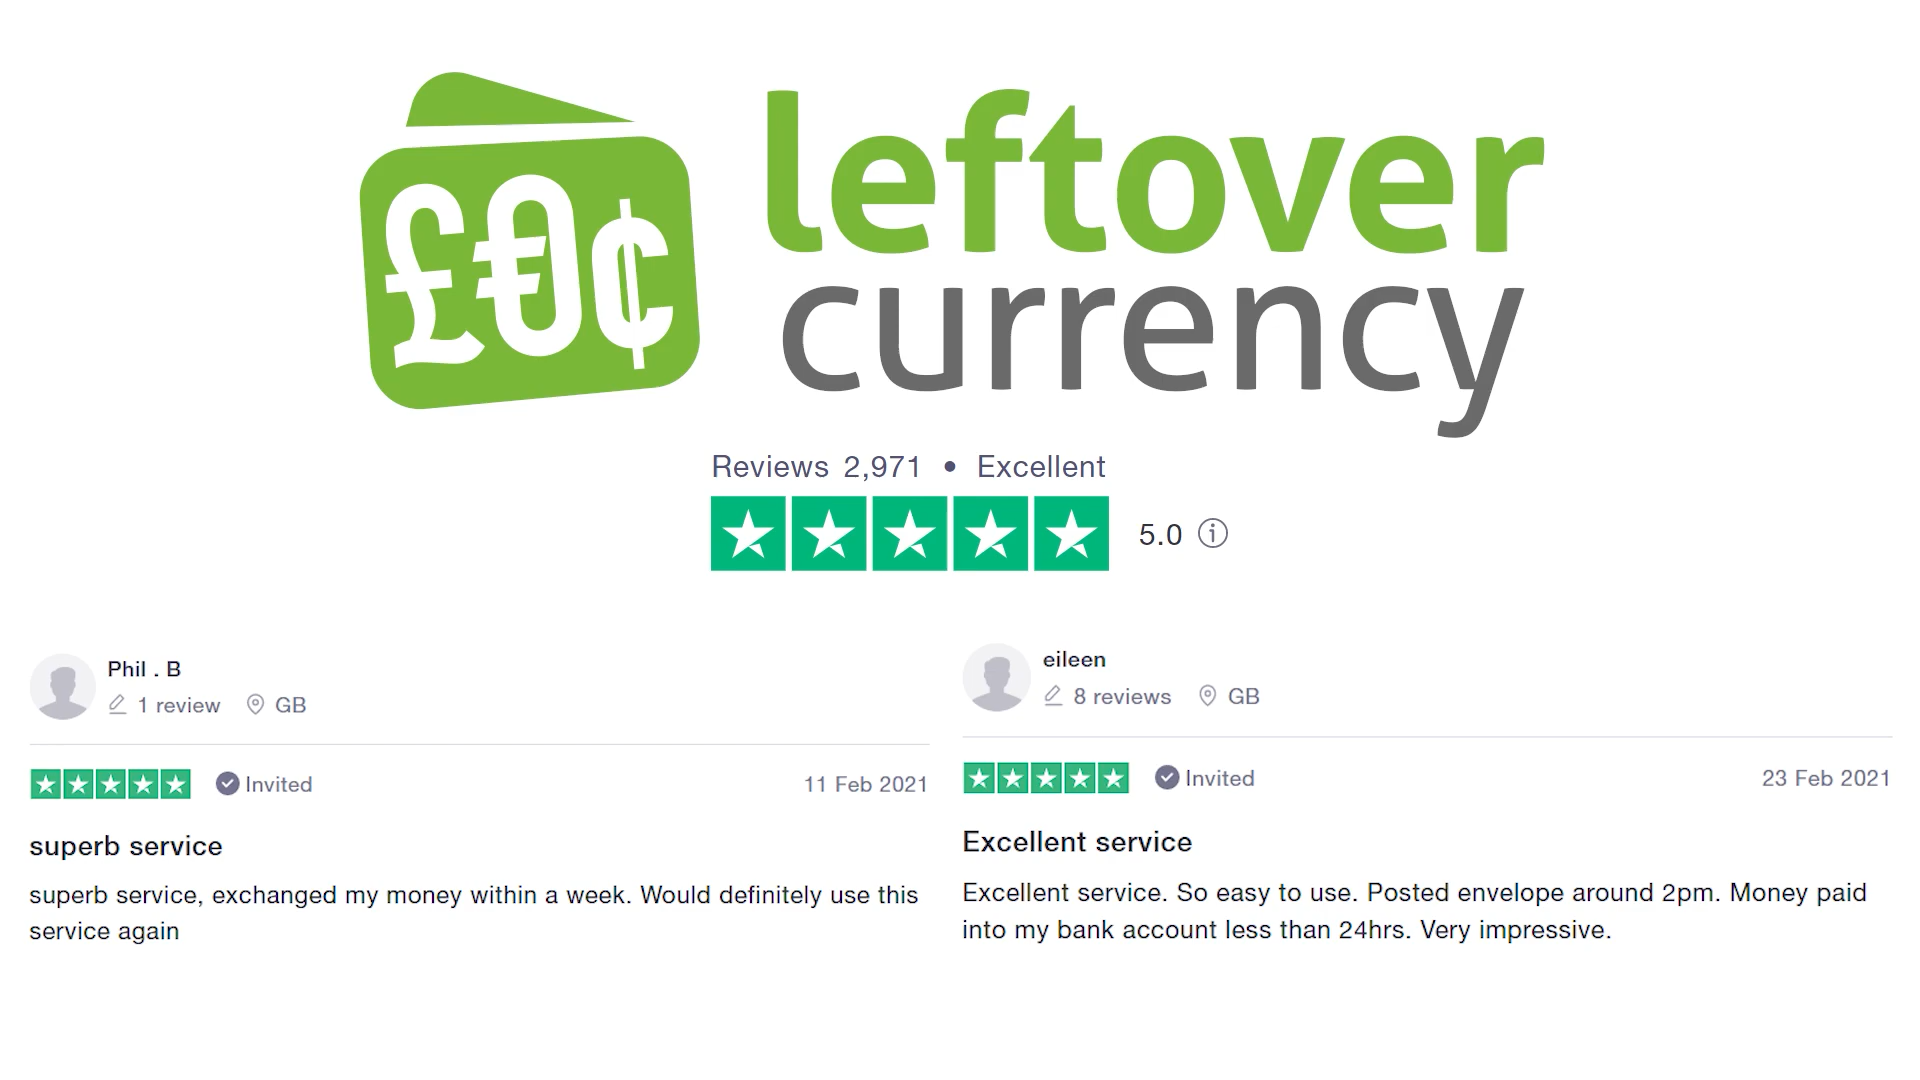 £€¢
leftover
currency
Reviews 2,971 • Excellent
5.0
Phil . B
1 review GB
Invited 11 Feb 2021
superb service
superb service, exchanged my money within a week. Would definitely use this
service again
eileen
8 reviews GB
Invited 23 Feb 2021
Excellent service
Excellent service. So easy to use. Posted envelope around 2pm. Money paid
into my bank account less than 24hrs. Very impressive.